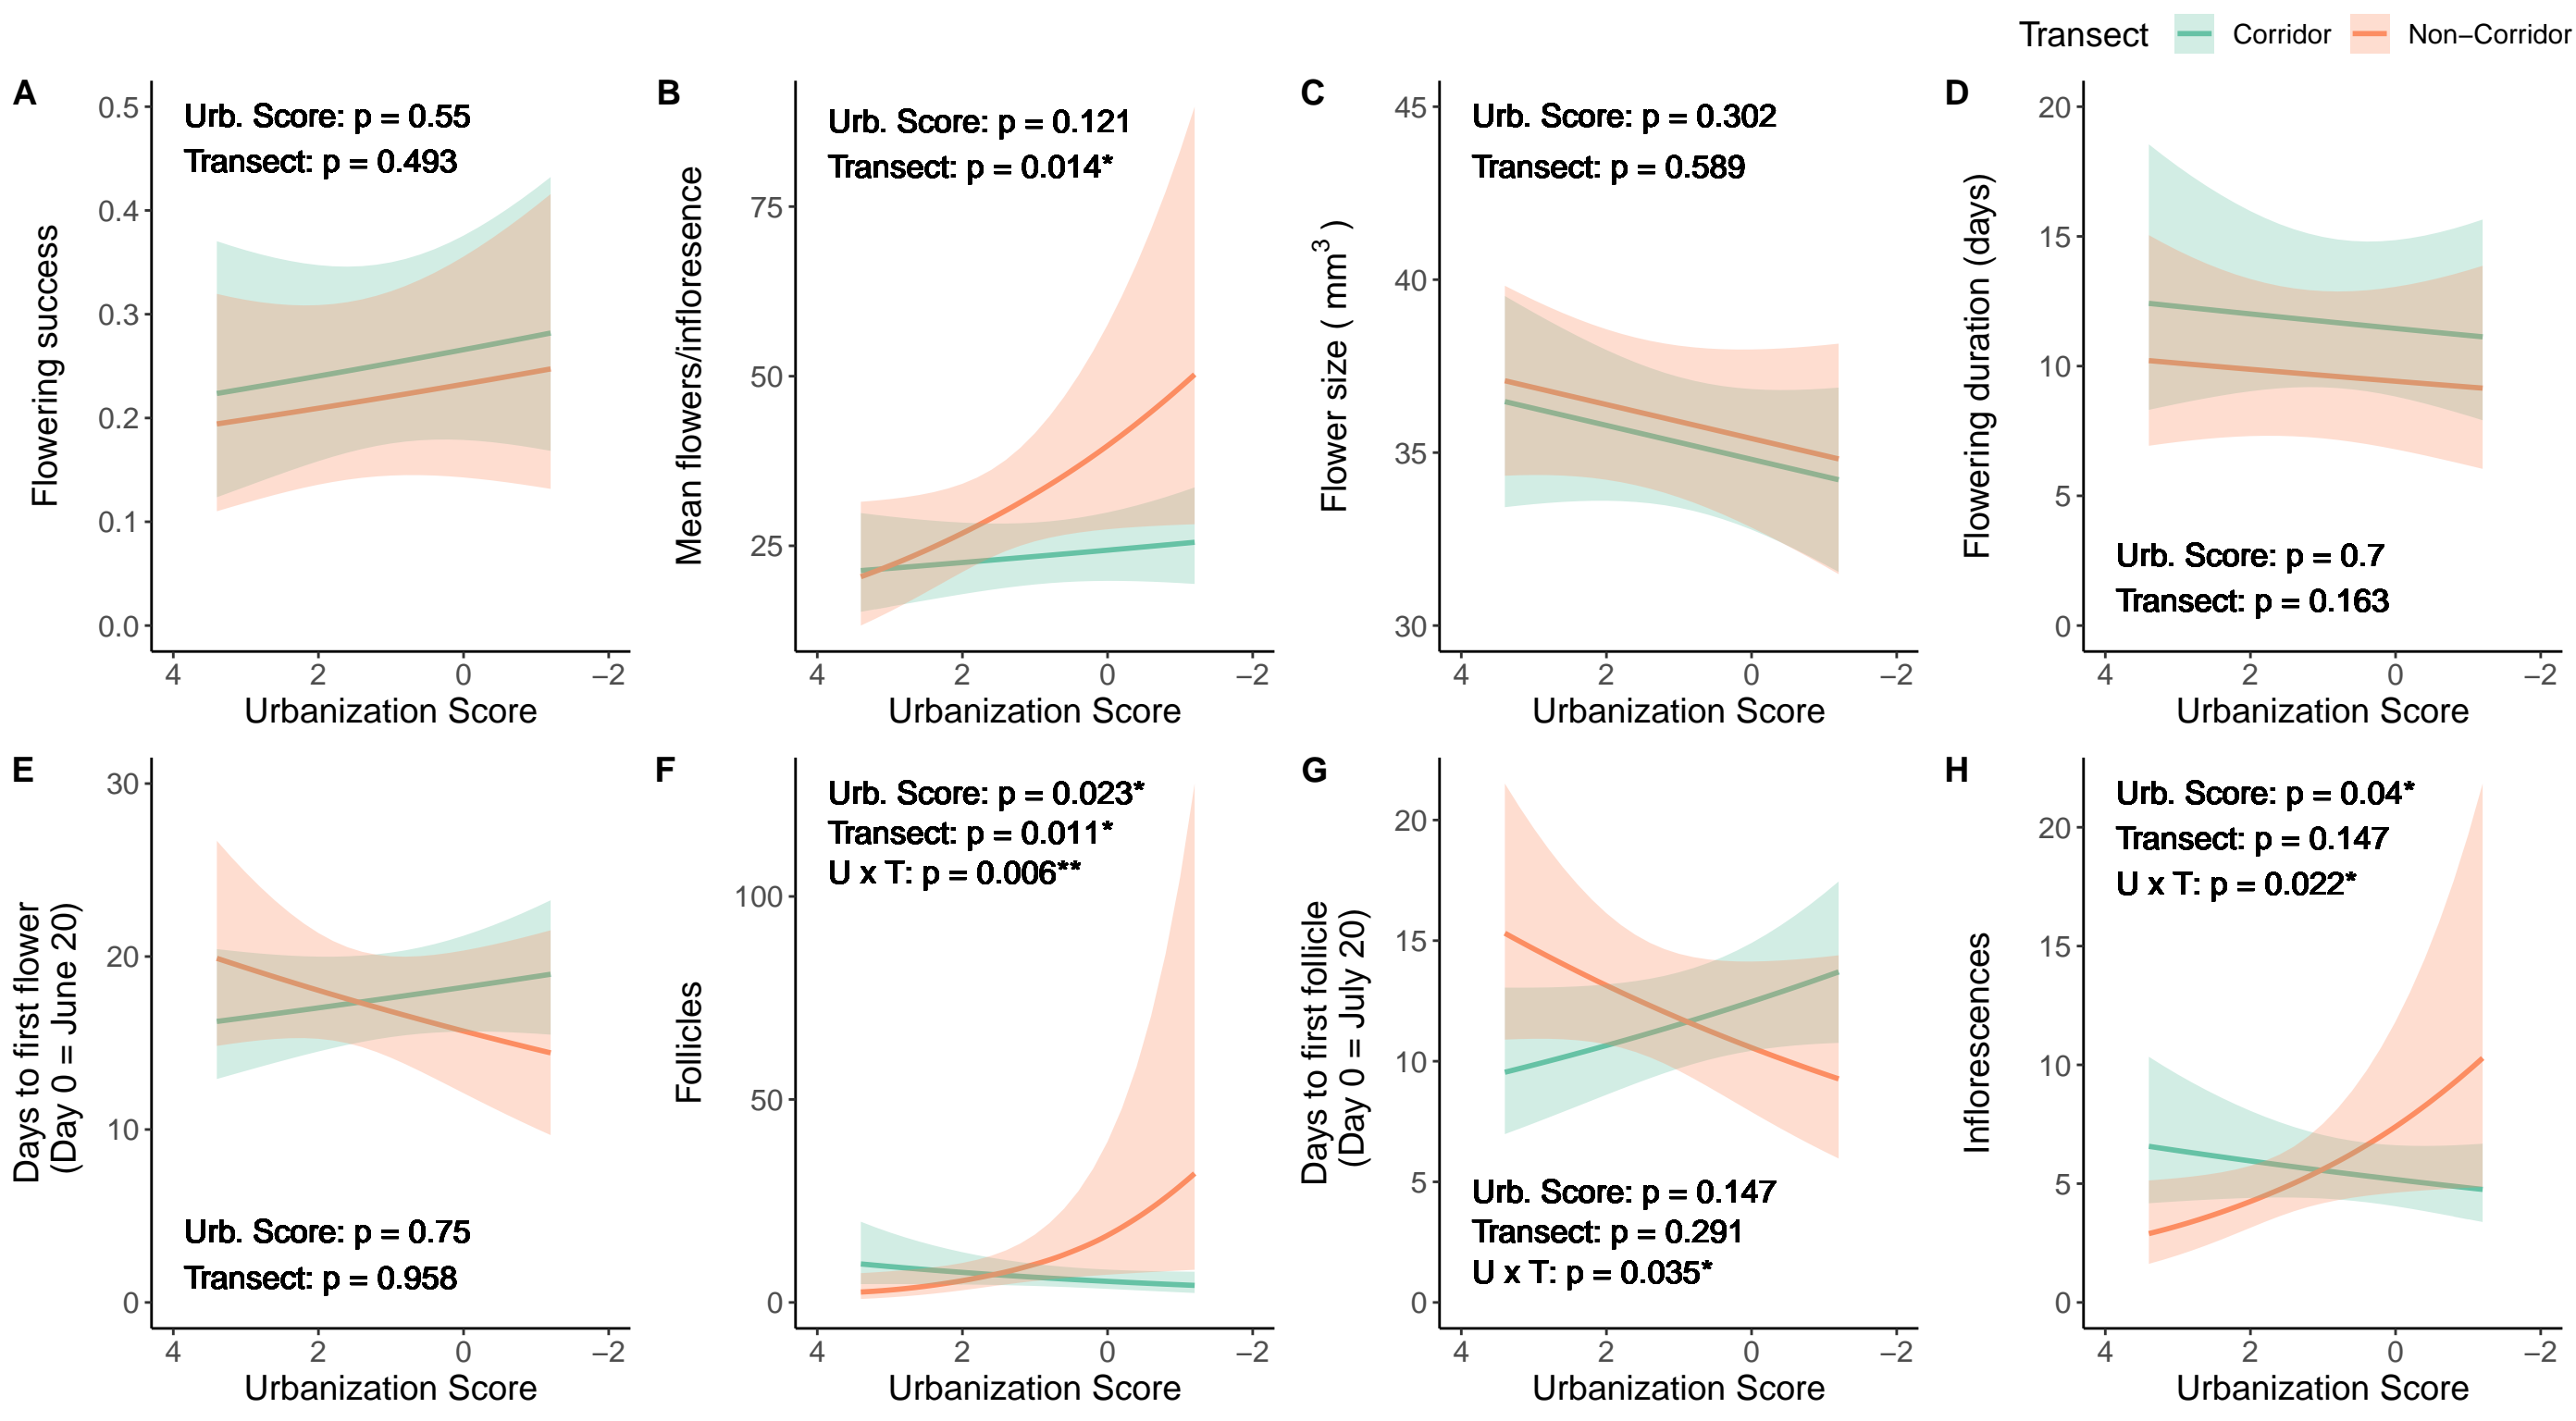 Transect Corridor Non−Corridor
A
Urb. Score: p = 0.55
Transect: p = 0.493
Flowering success
0.5
0.4
0.3
0.2
0.1
0.0
4 2 0 −2
Urbanization Score
B
Urb. Score: p = 0.121
Transect: p = 0.014*
Mean flowers/infloresence
75
50
25
4 2 0 −2
Urbanization Score
C
Urb. Score: p = 0.302
Transect: p = 0.589
Flower size ( mm³ )
45
40
35
30
4 2 0 −2
Urbanization Score
D
Flowering duration (days)
20
15
10
5
0
Urb. Score: p = 0.7
Transect: p = 0.163
4 2 0 −2
Urbanization Score
E
Days to first flower
(Day 0 = June 20)
30
20
10
0
Urb. Score: p = 0.75
Transect: p = 0.958
4 2 0 −2
Urbanization Score
F
Urb. Score: p = 0.023*
Transect: p = 0.011*
U x T: p = 0.006**
Follicles
100
50
0
4 2 0 −2
Urbanization Score
G
Days to first follicle
(Day 0 = July 20)
20
15
10
5
0
Urb. Score: p = 0.147
Transect: p = 0.291
U x T: p = 0.035*
4 2 0 −2
Urbanization Score
H
Urb. Score: p = 0.04*
Transect: p = 0.147
U x T: p = 0.022*
Inflorescences
20
15
10
5
0
4 2 0 −2
Urbanization Score